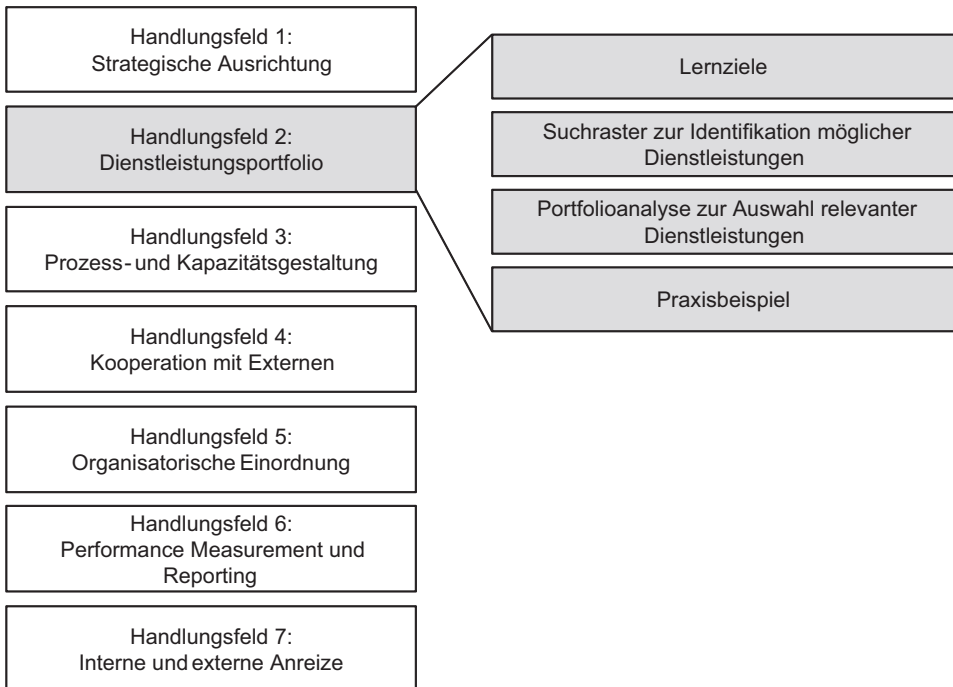 Handlungsfeld 1:
Strategische Ausrichtung
Handlungsfeld 2:
Dienstleistungsportfolio
Handlungsfeld 3:
Prozess- und Kapazitätsgestaltung
Handlungsfeld 4:
Kooperation mit Externen
Handlungsfeld 5:
Organisatorische Einordnung
Handlungsfeld 6:
Performance Measurement und
Reporting
Handlungsfeld 7:
Interne und externe Anreize
Lernziele
Suchraster zur Identifikation möglicher
Dienstleistungen
Portfolioanalyse zur Auswahl relevanter
Dienstleistungen
Praxisbeispiel